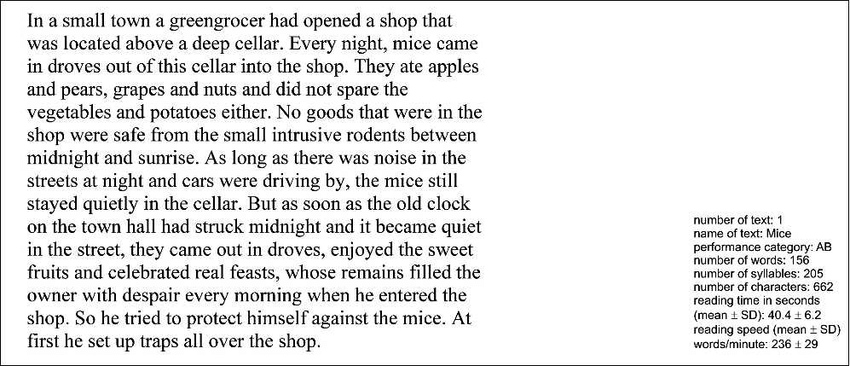 In a small town a greengrocer had opened a shop that
was located above a deep cellar. Every night, mice came
in droves out of this cellar into the shop. They ate apples
and pears, grapes and nuts and did not spare the
vegetables and potatoes either. No goods that were in the
shop were safe from the small intrusive rodents between
midnight and sunrise. As long as there was noise in the
streets at night and cars were driving by, the mice still
stayed quietly in the cellar. But as soon as the old clock
on the town hall had struck midnight and it became quiet
in the street, they came out in droves, enjoyed the sweet
fruits and celebrated real feasts, whose remains filled the
owner with despair every morning when he entered the
shop. So he tried to protect himself against the mice. At
first he set up traps all over the shop.
number of text: 1
name of text: Mice
performance category: AB
number of words: 156
number of syllables: 205
number of characters: 662
reading time in seconds
(mean ± SD): 40.4 ± 6.2
reading speed (mean ± SD)
words/minute: 236 ± 29